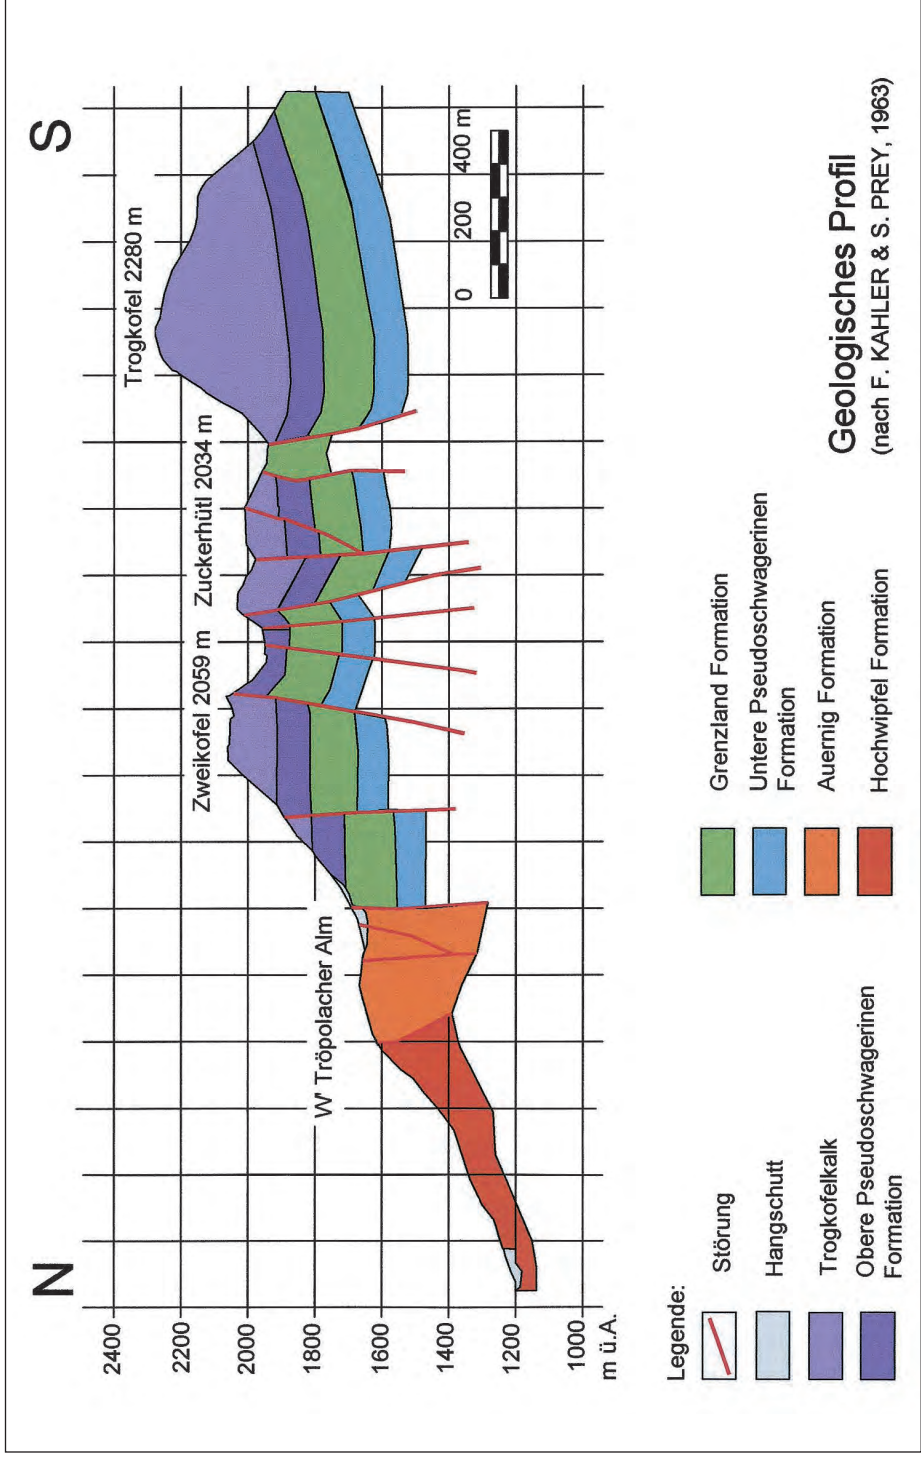 N
S
Trogkofel 2280 m
Zuckerhütl 2034 m
Zweikofel 2059 m
W' Tröpolacher Alm
2400
2200
2000
1800
1600
1400
1200
1000
m ü.A.
0 200 400 m
Geologisches Profil
(nach F. KAHLER & S. PREY, 1963)
Legende:
Störung
Hangschutt
Trogkofelkalk
Obere Pseudoschwagerinen
Formation
Grenzland Formation
Untere Pseudoschwagerinen
Formation
Auernig Formation
Hochwipfel Formation